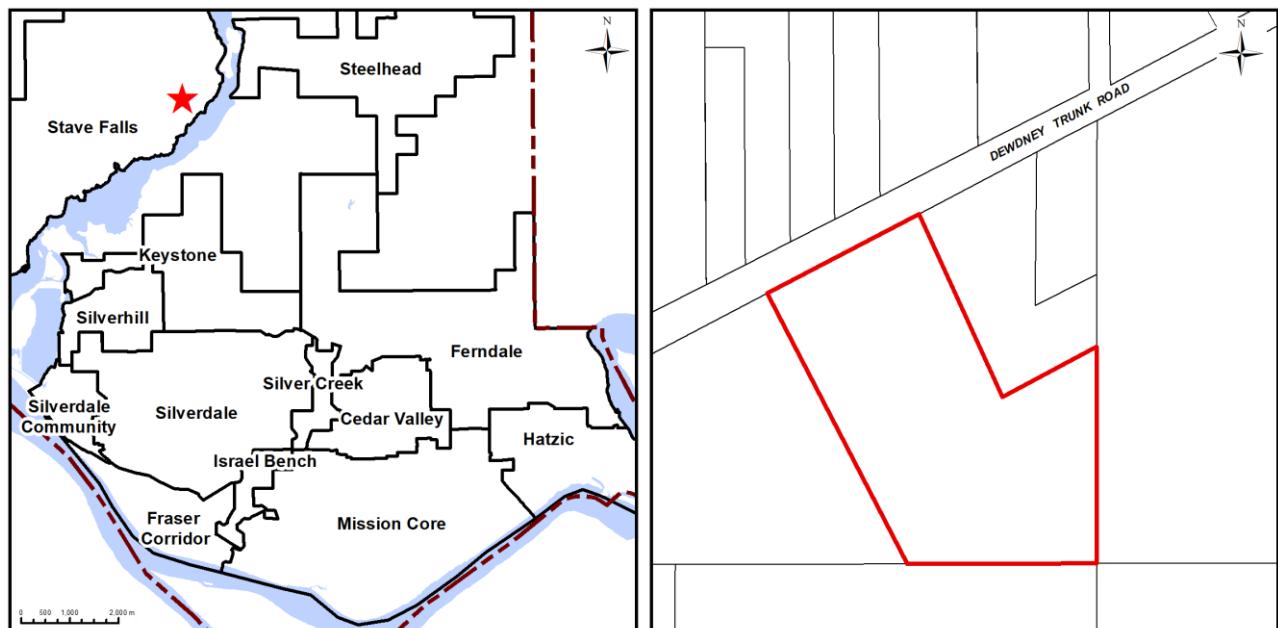 N
Steelhead
Stave Falls
Keystone
Silverhill
Ferndale
Silver Creek
Silverdale
Community
Silverdale
Cedar Valley
Hatzic
Israel Bench
Fraser
Corridor
Mission Core
0 500 1,000 2,000 m
N
DEWDNEY TRUNK ROAD